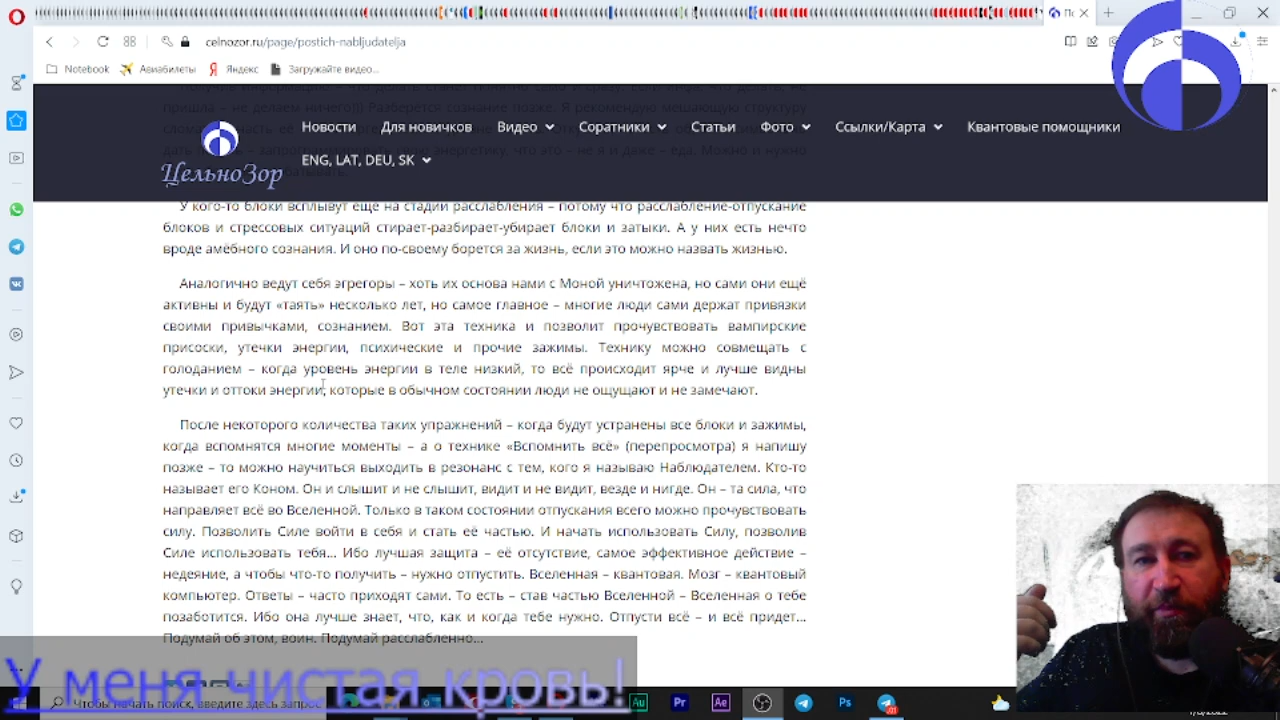 celnozor.ru/page/postich-nabljudatelja
Notebook
Авиабилеты
Яндекс
Загружайте видео...
Новости
Для новичков
Видео
Соратники
Статьи
Фото
Ссылки/Карта
Квантовые помощники
ENG, LAT, DEU, SK
ЦельноЗор
У кого-то блоки всплывут ещё на стадии расслабления – потому что расслабление-отпускание
блоков и стрессовых ситуаций стирает-разбирает-убирает блоки и затыки. А у них есть нечто
вроде амёбного сознания. И оно по-своему борется за жизнь, если это можно назвать жизнью.
Аналогично ведут себя эгрегоры – хоть их основа нами с Моной уничтожена, но сами они ещё
активны и будут «таять» несколько лет, но самое главное – многие люди сами держат привязки
своими привычками, сознанием. Вот эта техника и позволит прочувствовать вампирские
присоски, утечки энергии, психические и прочие зажимы. Технику можно совмещать с
голоданием – когда уровень энергии в теле низкий, то всё происходит ярче и лучше видны
утечки и оттоки энергии, которые в обычном состоянии люди не ощущают и не замечают.
После некоторого количества таких упражнений – когда будут устранены все блоки и зажимы,
когда вспомнятся многие моменты – а о технике «Вспомнить всё» (перепросмотра) я напишу
позже – то можно научиться выходить в резонанс с тем, кого я называю Наблюдателем. Кто-то
называет его Коном. Он и слышит и не слышит, видит и не видит, везде и нигде. Он – та сила, что
направляет всё во Вселенной. Только в таком состоянии отпускания всего можно прочувствовать
силу. Позволить Силе войти в себя и стать её частью. И начать использовать Силу, позволив
Силе использовать тебя... Ибо лучшая защита – её отсутствие, самое эффективное действие –
недеяние, а чтобы что-то получить – нужно отпустить. Вселенная – квантовая. Мозг – квантовый
компьютер. Ответы – часто приходят сами. То есть – став частью Вселенной – Вселенная о тебе
позаботится. Ибо она лучше знает, что, как и когда тебе нужно. Отпусти всё – и всё придет...
Подумай об этом, воин. Подумай расслабленно...
У меня чистая кровь!
Чтобы начать поиск, введите здесь запрос
Au
Pr
Ae
Ps